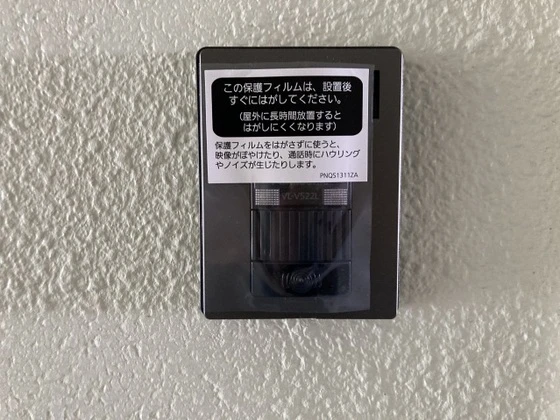 この保護フィルムは、設置後
すぐにはがしてください。
（屋外に長時間放置すると
はがしにくくなります）
保護フィルムをはがさずに使うと、
映像がぼやけたり、通話時にハウリング
やノイズが生じたりします。
PNQS1311ZA
VL-V522L